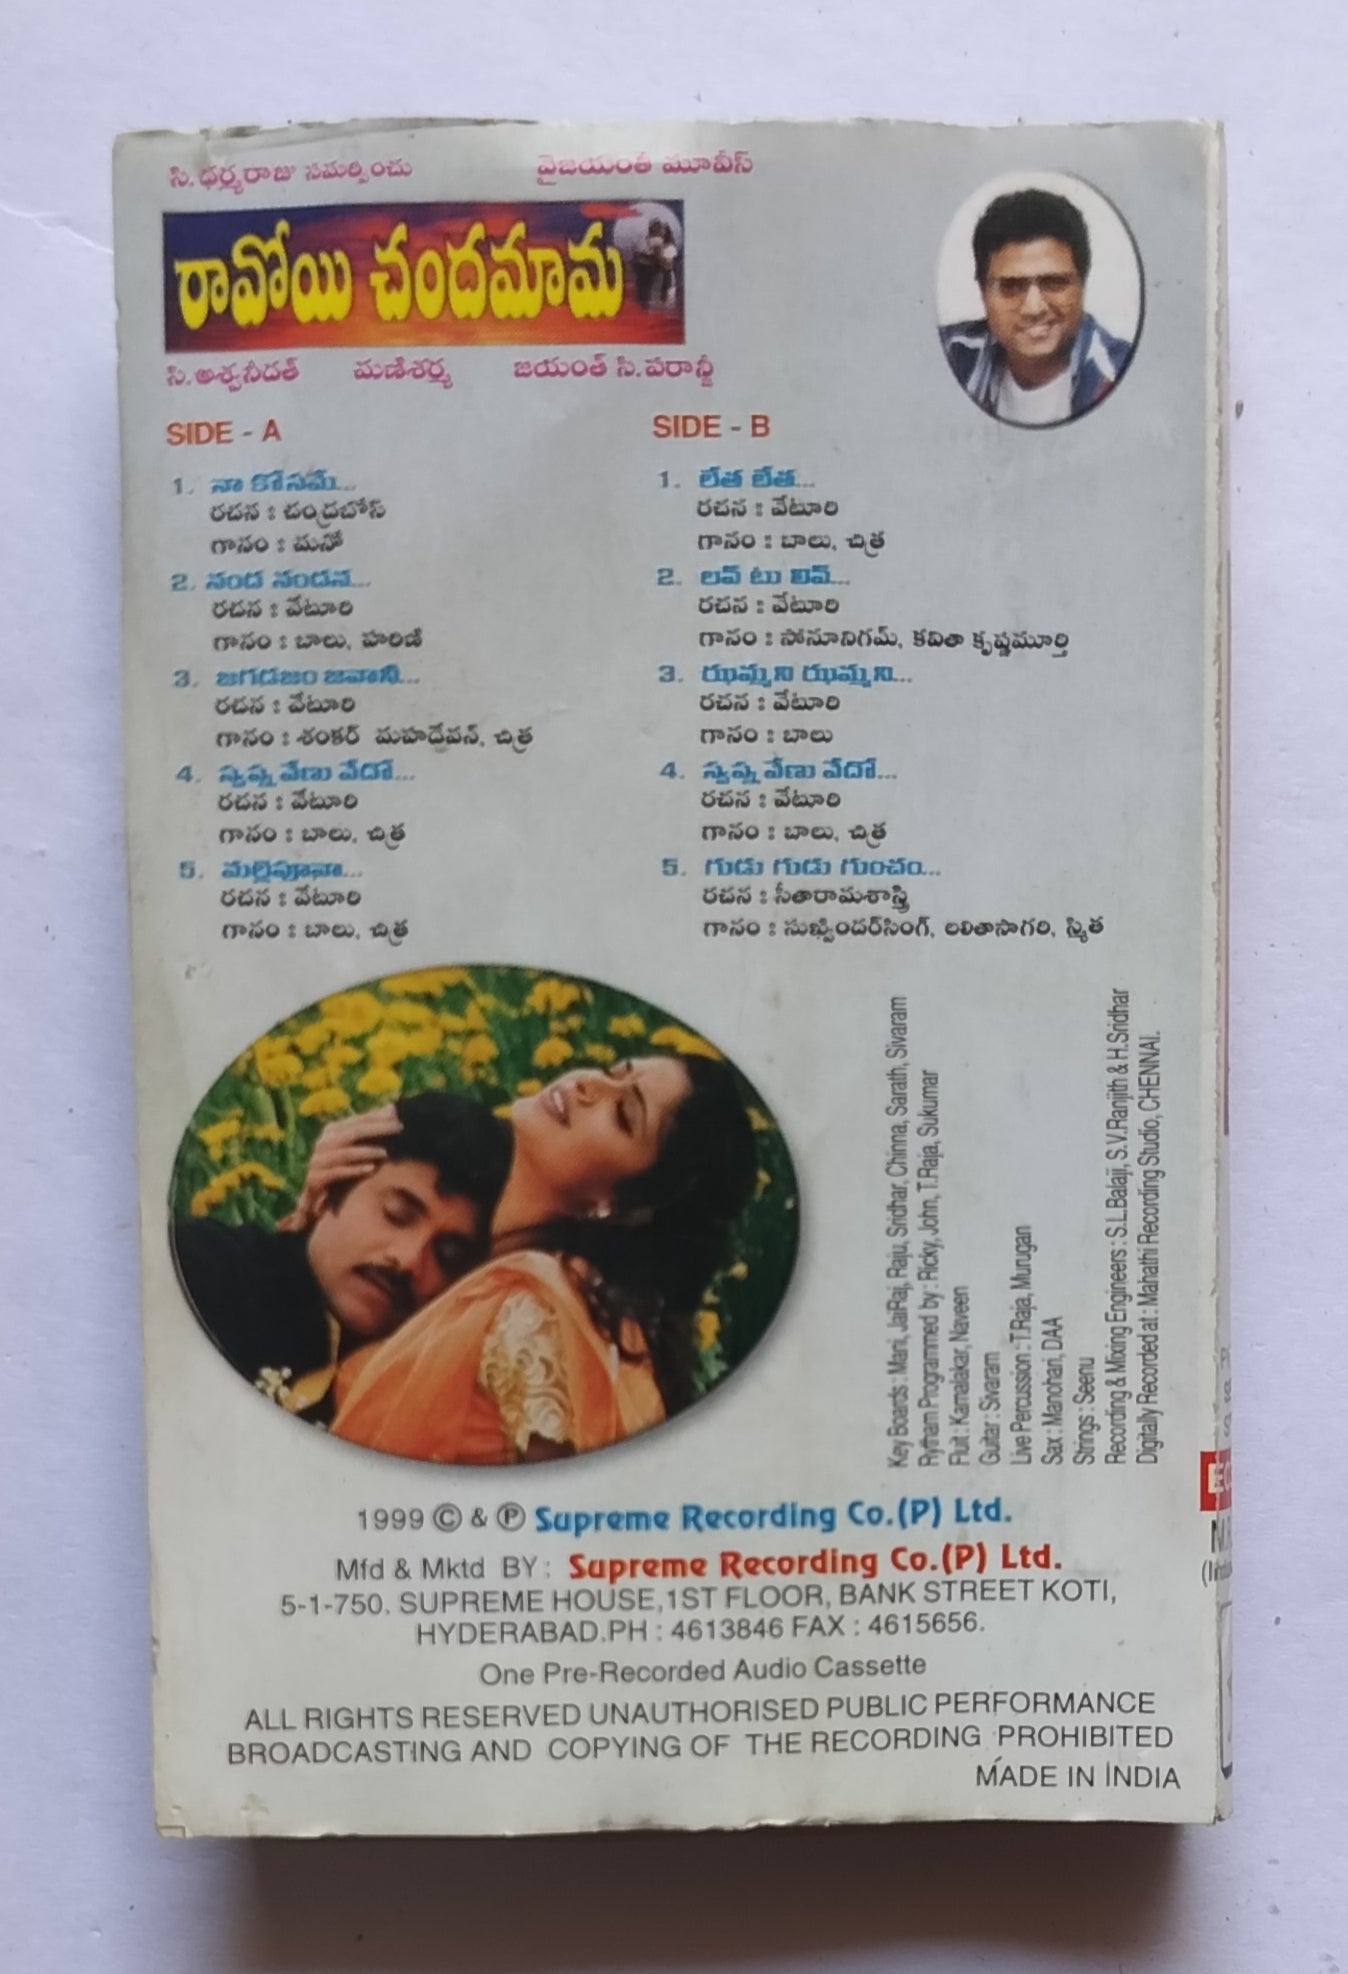 సి. ధర్మరాజు సమర్పించు
వైజయంతీ మూవీస్
రావోయి చందమామ
సి. అశ్వనీదత్ మణిశర్మ జయంత్ సి. పరాన్జీ
SIDE - A
1. నా కోసమే...
రచన : చంద్రబోస్
గానం : మనో
2. నంద నందన...
రచన : వేటూరి
గానం : బాలు, హరిణి
3. జగడజం జవానీ...
రచన : వేటూరి
గానం : శంకర్ మహదేవన్, చిత్ర
4. స్వప్న వేణు వేదో...
రచన : వేటూరి
గానం : బాలు, చిత్ర
5. మల్లెపూవా...
రచన : వేటూరి
గానం : బాలు, చిత్ర
SIDE - B
1. లేత లేత...
రచన : వేటూరి
గానం : బాలు, చిత్ర
2. లవ్ టు లివ్...
రచన : వేటూరి
గానం : సోనూనిగమ్, కవితా కృష్ణమూర్తి
3. ఝుమ్మని ఝుమ్మని...
రచన : వేటూరి
గానం : బాలు
4. స్వప్న వేణు వేదో...
రచన : వేటూరి
గానం : బాలు, చిత్ర
5. గుడు గుడు గుంచం...
రచన : సీతారామశాస్త్రి
గానం : సుఖ్విందర్‌సింగ్, లలితాసాగరి, స్మిత
Key Boards : Mani, JaiRaj, Raju, Sridhar, Chinna, Sarath, Sivaram
Rytham Programmed by : Ricky, John, T.Raja, Sukumar
Fluit : Kamalakar, Naveen
Guitar : Sivaram
Live Percussion : T.Raja, Murugan
Sax : Manohari, DAA
Strings : Seenu
Recording & Mixing Engineers : S.L.Balaji, S.V.Ranjith & H.Sridhar
Digitally Recorded at : Mahathi Recording Studio, CHENNAI.
1999 © & ℗ Supreme Recording Co.(P) Ltd.
Mfd & Mktd BY : Supreme Recording Co.(P) Ltd.
5-1-750. SUPREME HOUSE,1ST FLOOR, BANK STREET KOTI,
HYDERABAD.PH : 4613846 FAX : 4615656.
One Pre-Recorded Audio Cassette
ALL RIGHTS RESERVED UNAUTHORISED PUBLIC PERFORMANCE
BROADCASTING AND COPYING OF THE RECORDING PROHIBITED
MADE IN INDIA